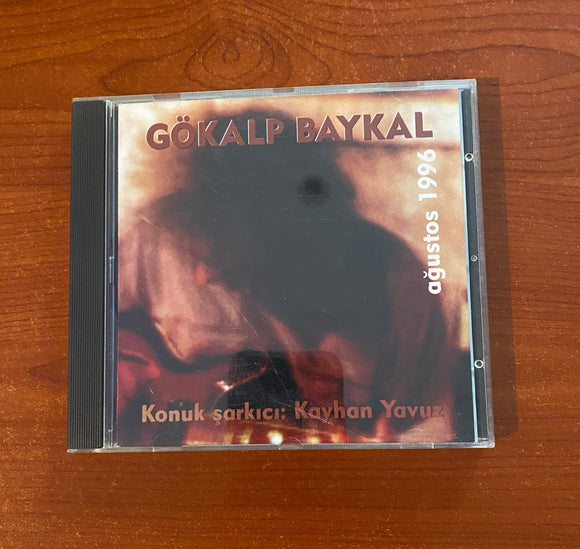 GÖKALP BAYKAL
ağustos 1996
Konuk şarkıcı: Kayhan Yavuz